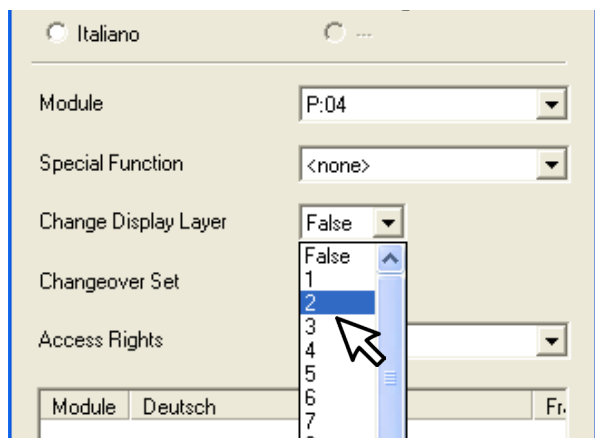 Italiano ---
Module P:04
Special Function <none>
Change Display Layer False
False
1
Changeover Set
2
3
Access Rights
4
5
6
Module Deutsch Fr
7